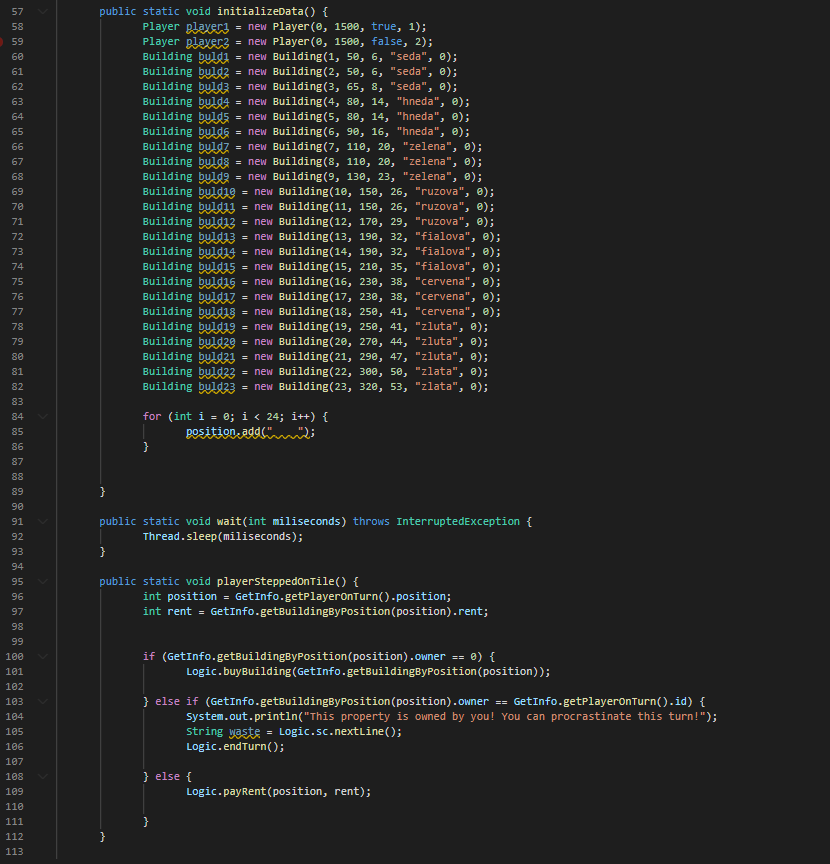 57 public static void initializeData() {
58 Player player1 = new Player(0, 1500, true, 1);
59 Player player2 = new Player(0, 1500, false, 2);
60 Building buld1 = new Building(1, 50, 6, "seda", 0);
61 Building buld2 = new Building(2, 50, 6, "seda", 0);
62 Building buld3 = new Building(3, 65, 8, "seda", 0);
63 Building buld4 = new Building(4, 80, 14, "hneda", 0);
64 Building buld5 = new Building(5, 80, 14, "hneda", 0);
65 Building buld6 = new Building(6, 90, 16, "hneda", 0);
66 Building buld7 = new Building(7, 110, 20, "zelena", 0);
67 Building buld8 = new Building(8, 110, 20, "zelena", 0);
68 Building buld9 = new Building(9, 130, 23, "zelena", 0);
69 Building buld10 = new Building(10, 150, 26, "ruzova", 0);
70 Building buld11 = new Building(11, 150, 26, "ruzova", 0);
71 Building buld12 = new Building(12, 170, 29, "ruzova", 0);
72 Building buld13 = new Building(13, 190, 32, "fialova", 0);
73 Building buld14 = new Building(14, 190, 32, "fialova", 0);
74 Building buld15 = new Building(15, 210, 35, "fialova", 0);
75 Building buld16 = new Building(16, 230, 38, "cervena", 0);
76 Building buld17 = new Building(17, 230, 38, "cervena", 0);
77 Building buld18 = new Building(18, 250, 41, "cervena", 0);
78 Building buld19 = new Building(19, 250, 41, "zluta", 0);
79 Building buld20 = new Building(20, 270, 44, "zluta", 0);
80 Building buld21 = new Building(21, 290, 47, "zluta", 0);
81 Building buld22 = new Building(22, 300, 50, "zlata", 0);
82 Building buld23 = new Building(23, 320, 53, "zlata", 0);
83
84 for (int i = 0; i < 24; i++) {
85 position.add("    ");
86 }
87
88
89 }
90
91 public static void wait(int miliseconds) throws InterruptedException {
92 Thread.sleep(miliseconds);
93 }
94
95 public static void playerSteppedOnTile() {
96 int position = GetInfo.getPlayerOnTurn().position;
97 int rent = GetInfo.getBuildingByPosition(position).rent;
98
99
100 if (GetInfo.getBuildingByPosition(position).owner == 0) {
101 Logic.buyBuilding(GetInfo.getBuildingByPosition(position));
102
103 } else if (GetInfo.getBuildingByPosition(position).owner == GetInfo.getPlayerOnTurn().id) {
104 System.out.println("This property is owned by you! You can procrastinate this turn!");
105 String waste = Logic.sc.nextLine();
106 Logic.endTurn();
107
108 } else {
109 Logic.payRent(position, rent);
110
111 }
112 }
113